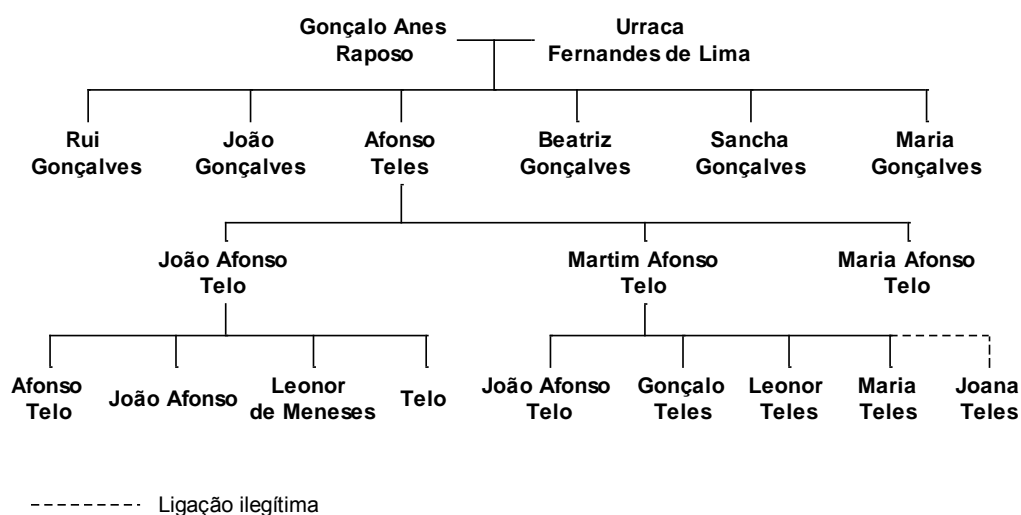 Gonçalo Anes
Raposo
Urraca
Fernandes de Lima
Rui
Gonçalves
João
Gonçalves
Afonso
Teles
Beatriz
Gonçalves
Sancha
Gonçalves
Maria
Gonçalves
João Afonso
Telo
Martim Afonso
Telo
Maria Afonso
Telo
Afonso
Telo
João Afonso
Leonor
de Meneses
Telo
João Afonso
Telo
Gonçalo
Teles
Leonor
Teles
Maria
Teles
Joana
Teles
Ligação ilegítima